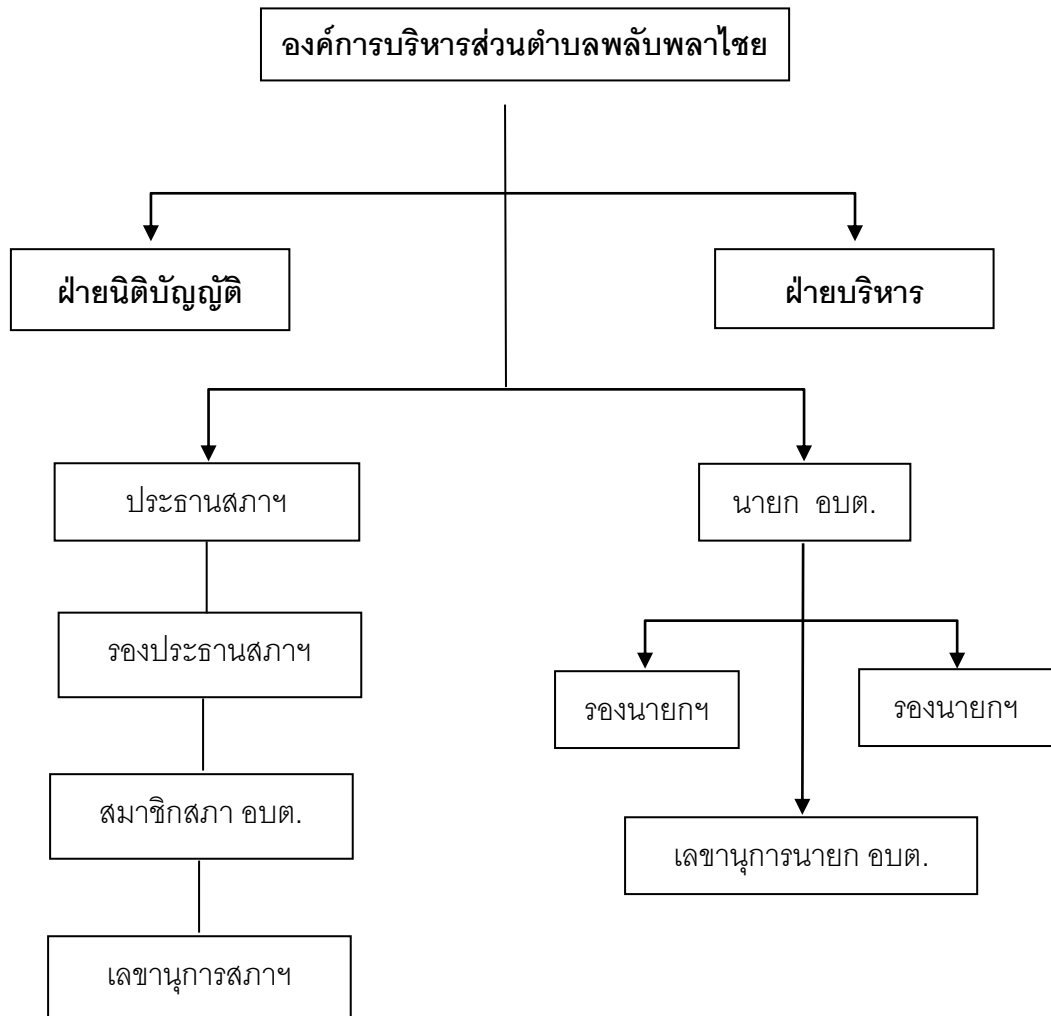 องค์การบริหารส่วนตำบลพลับพลาไชย
ฝ่ายนิติบัญญัติ
ฝ่ายบริหาร
ประธานสภาฯ
นายก อบต.
รองประธานสภาฯ
รองนายกฯ
รองนายกฯ
สมาชิกสภา อบต.
เลขานุการนายก อบต.
เลขานุการสภาฯ